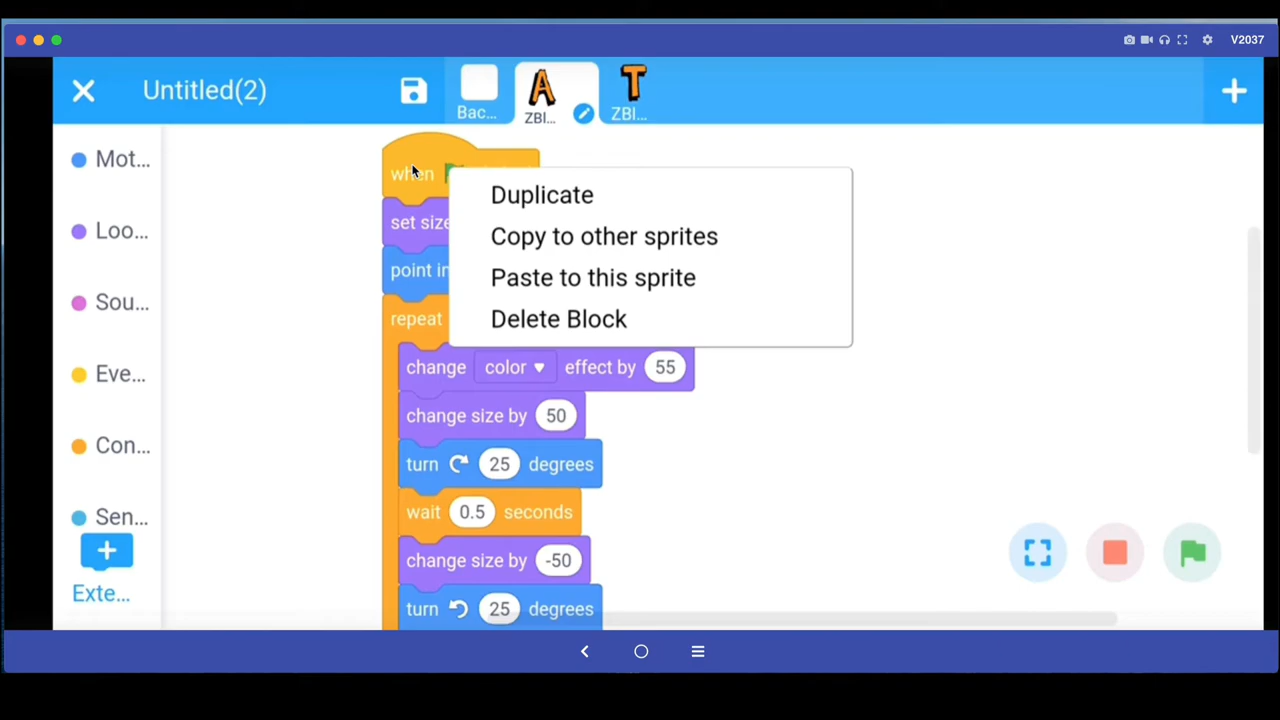 V2037
Untitled(2)
Bac...
A
ZBI...
T
ZBI...
Mot...
Loo...
Sou...
Eve...
Con...
Sen...
Exte...
when
set size
point in
repeat
Duplicate
Copy to other sprites
Paste to this sprite
Delete Block
change color effect by 55
change size by 50
turn 25 degrees
wait 0.5 seconds
change size by -50
turn 25 degrees